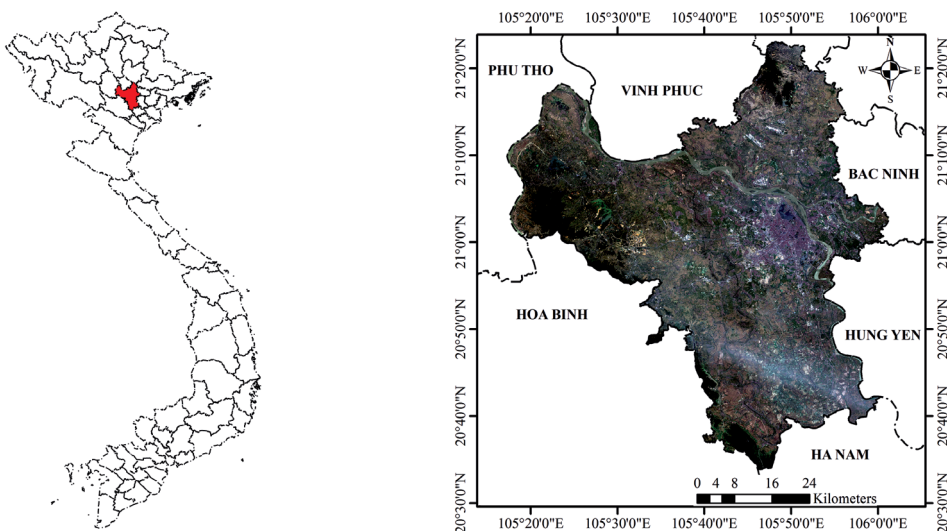 105°20'0"E 105°30'0"E 105°40'0"E 105°50'0"E 106°0'0"E
21°20'0"N
21°10'0"N
21°0'0"N
20°50'0"N
20°40'0"N
20°30'0"N
PHU THO
VINH PHUC
N
W E
S
BAC NINH
HOA BINH
HUNG YEN
HA NAM
0 4 8 16 24
Kilometers
21°20'0"N
21°10'0"N
21°0'0"N
20°50'0"N
20°40'0"N
20°30'0"N
105°20'0"E 105°30'0"E 105°40'0"E 105°50'0"E 106°0'0"E